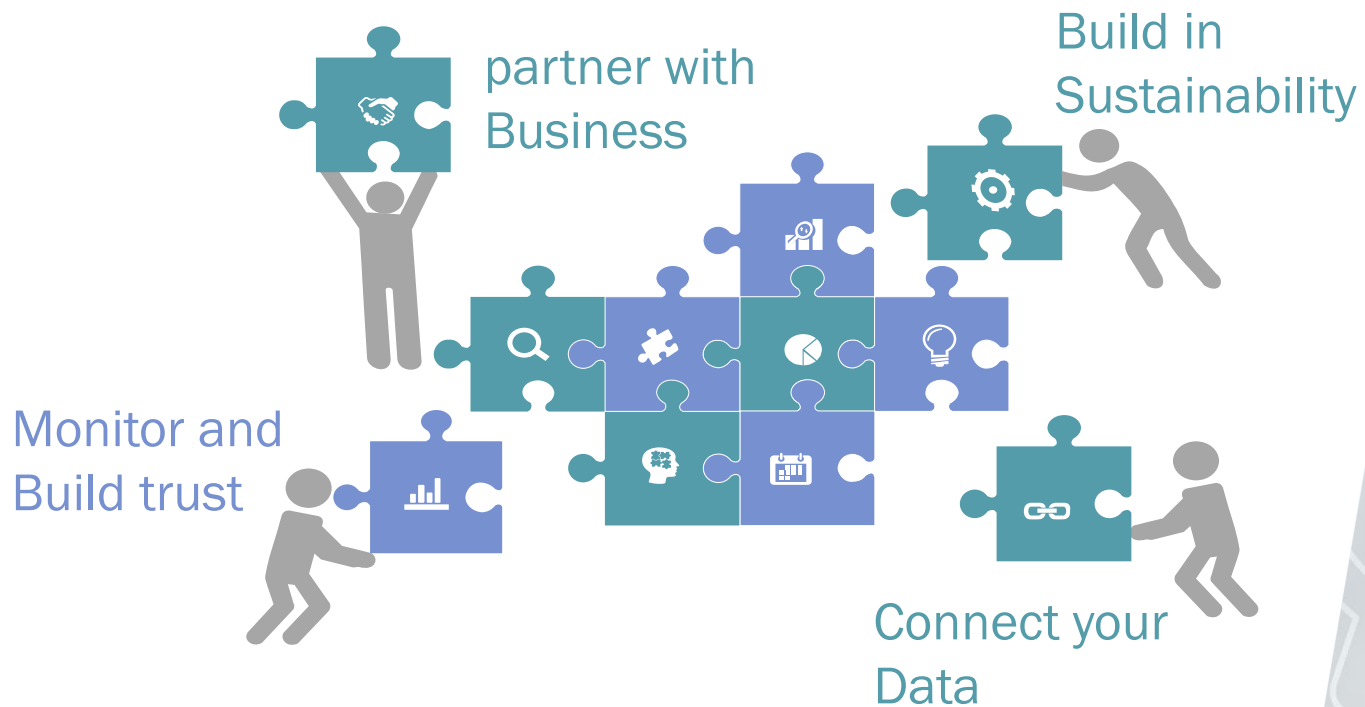 partner with
Business
Build in
Sustainability
Monitor and
Build trust
Connect your
Data